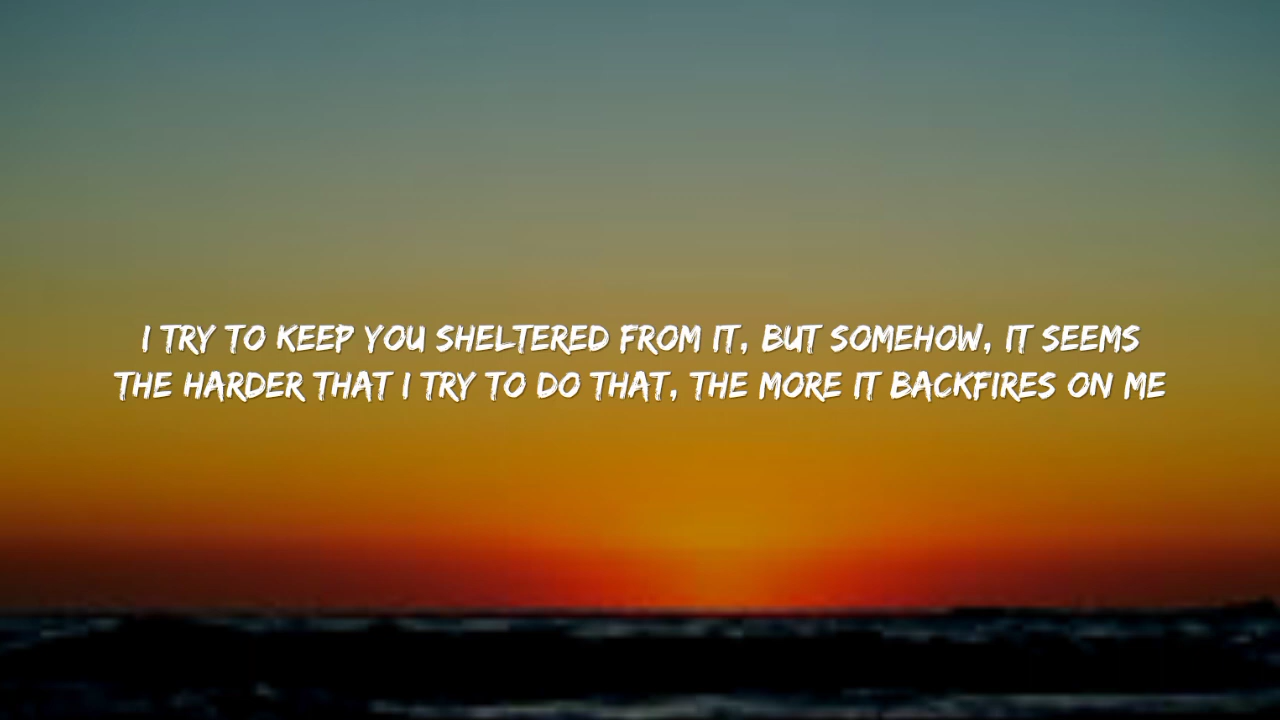 I TRY TO KEEP YOU SHELTERED FROM IT, BUT SOMEHOW, IT SEEMS
THE HARDER THAT I TRY TO DO THAT, THE MORE IT BACKFIRES ON ME